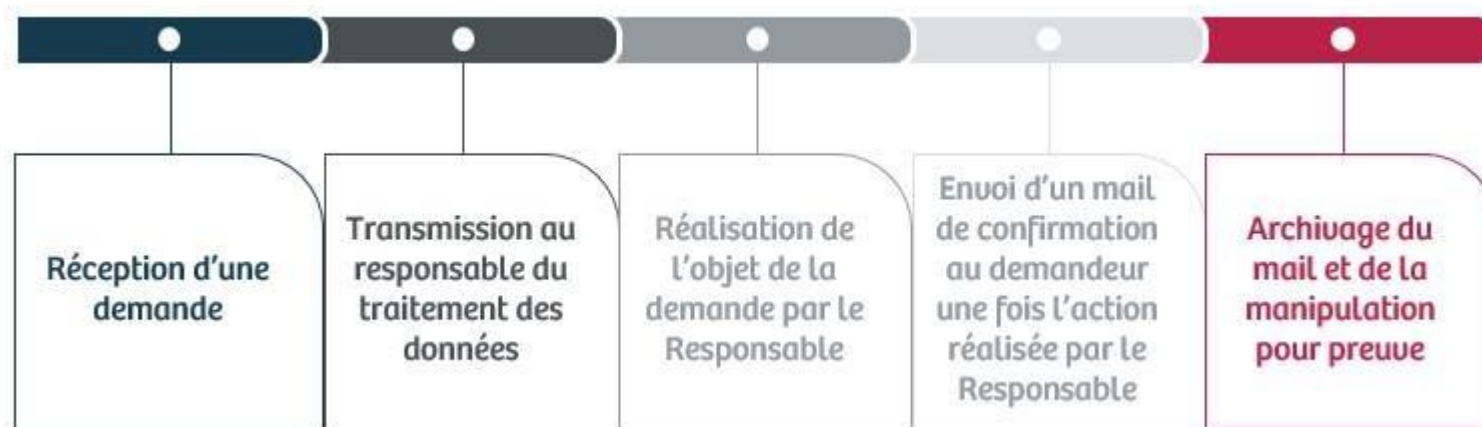 Réception d'une
demande
Transmission au
responsable du
traitement des
données
Réalisation de
l'objet de la
demande par le
Responsable
Envoi d'un mail
de confirmation
au demandeur
une fois l'action
réalisée par le
Responsable
Archivage du
mail et de la
manipulation
pour preuve